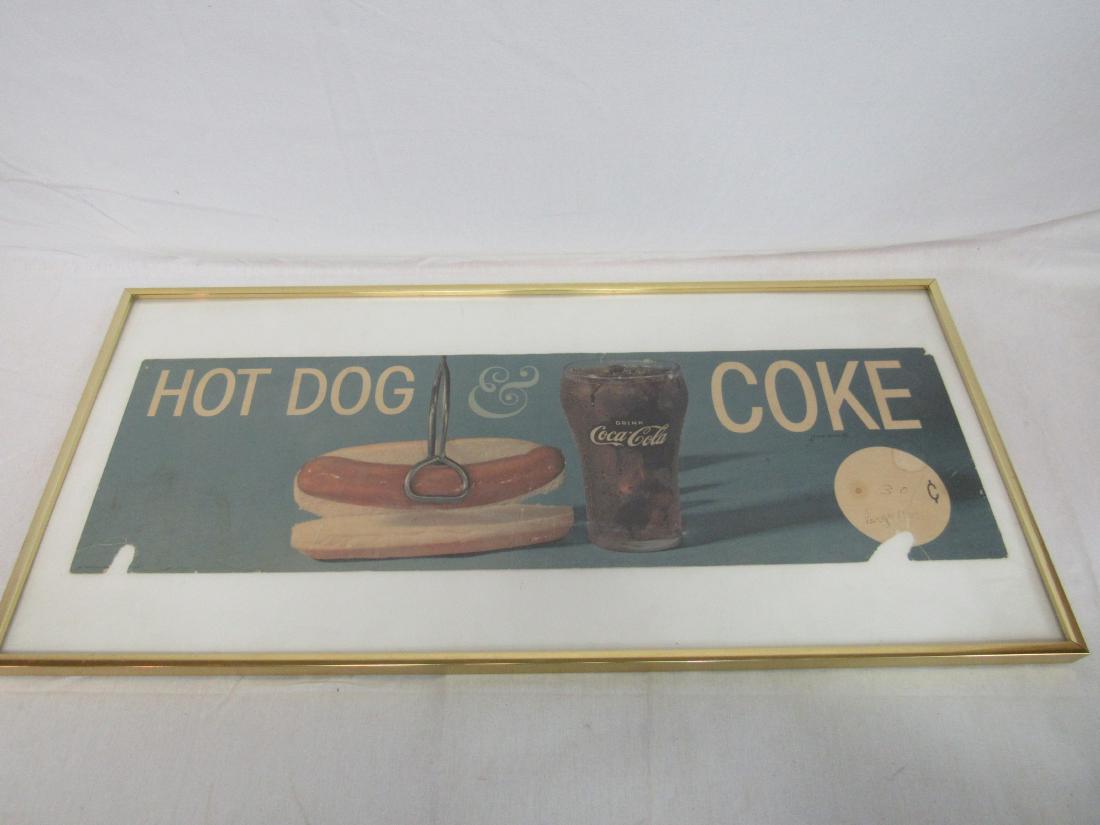 HOT DOG & COKE
DRINK
Coca-Cola
30 ¢